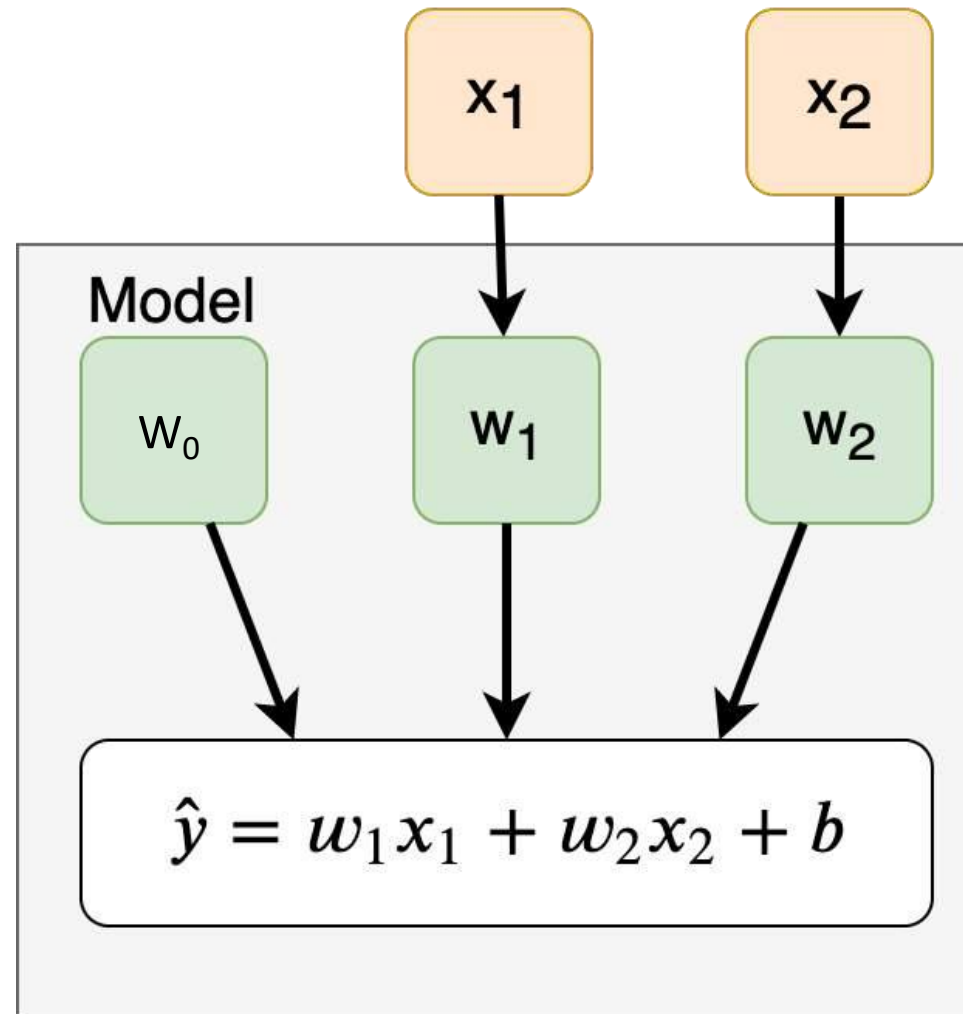 x₁ x₂
Model
W₀ w₁ w₂
ŷ = w₁x₁ + w₂x₂ + b